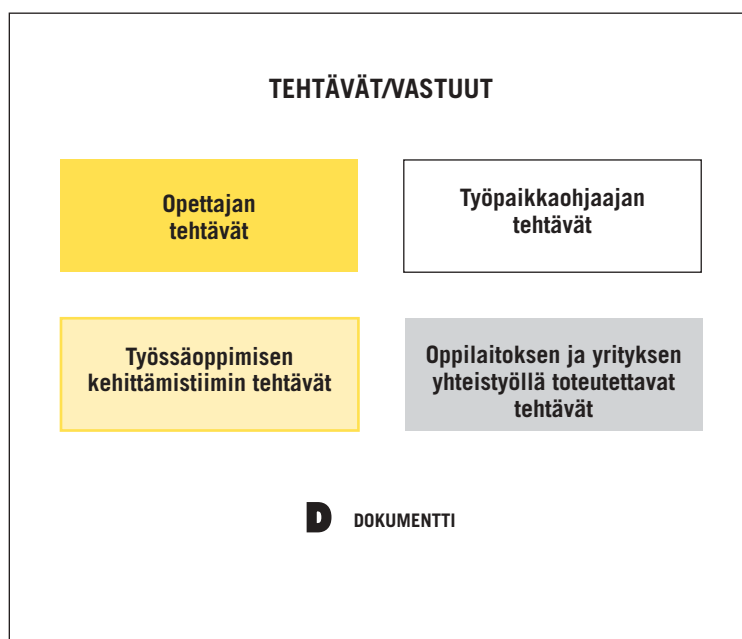 TEHTÄVÄT/VASTUUT
Opettajan
tehtävät
Työpaikkaohjaajan
tehtävät
Työssäoppimisen
kehittämistiimin tehtävät
Oppilaitoksen ja yrityksen
yhteistyöllä toteutettavat
tehtävät
D DOKUMENTTI